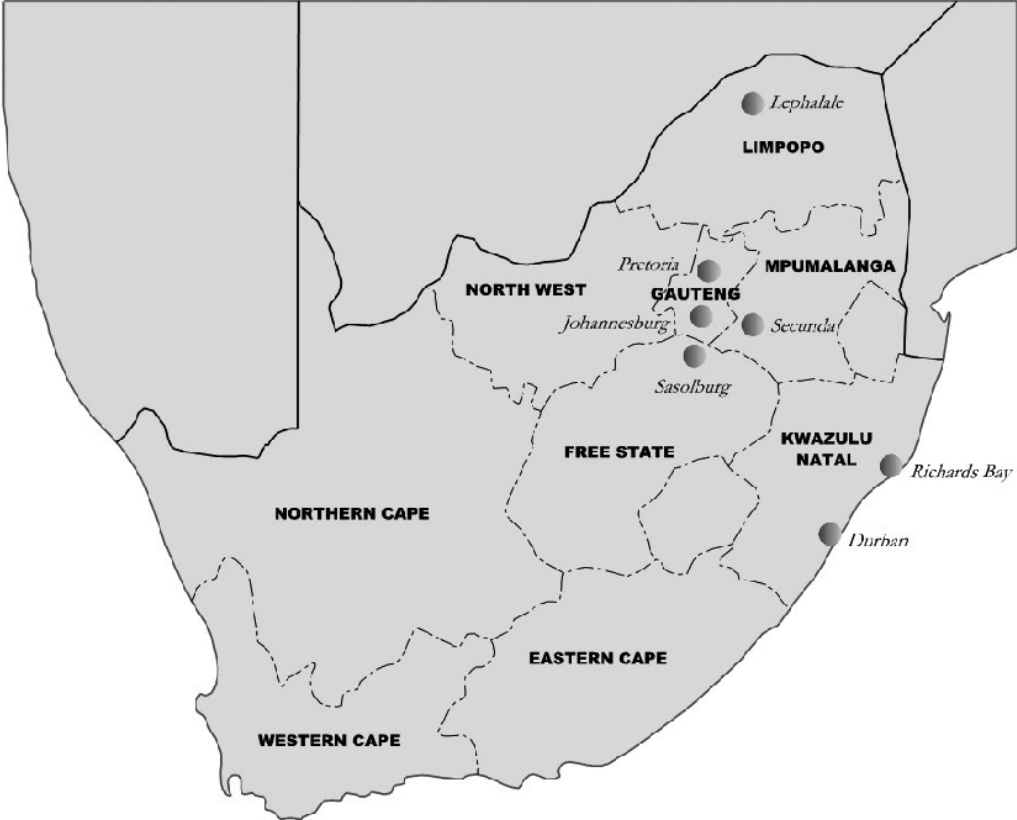 Lephalale
LIMPOPO
Pretoria
MPUMALANGA
NORTH WEST
GAUTENG
Johannesburg
Secunda
Sasolburg
FREE STATE
KWAZULU
NATAL
Richards Bay
NORTHERN CAPE
Durban
EASTERN CAPE
WESTERN CAPE